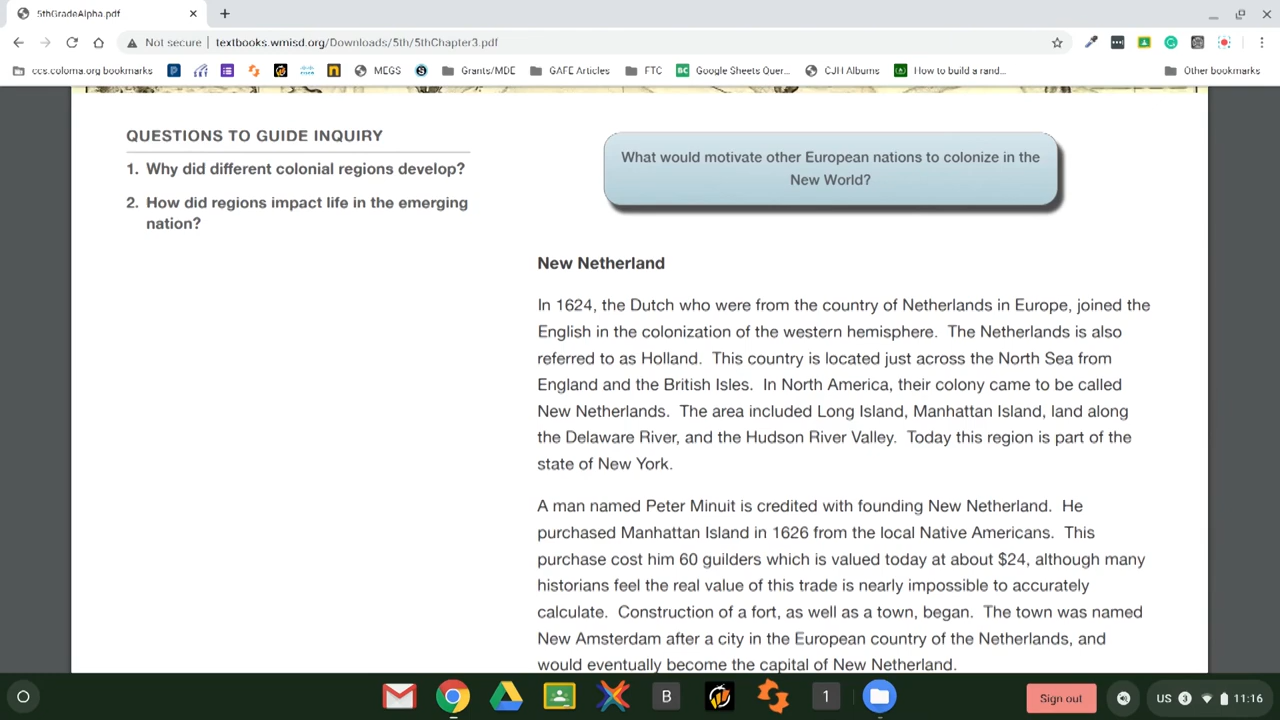 5thGradeAlpha.pdf
Not secure | textbooks.wmisd.org/Downloads/5th/5thChapter3.pdf
ccs.coloma.org bookmarks MEGS Grants/MDE GAFE Articles FTC Google Sheets Quer... CJH Albums How to build a rand... Other bookmarks
QUESTIONS TO GUIDE INQUIRY
1. Why did different colonial regions develop?
2. How did regions impact life in the emerging
nation?
What would motivate other European nations to colonize in the
New World?
New Netherland
In 1624, the Dutch who were from the country of Netherlands in Europe, joined the
English in the colonization of the western hemisphere. The Netherlands is also
referred to as Holland. This country is located just across the North Sea from
England and the British Isles. In North America, their colony came to be called
New Netherlands. The area included Long Island, Manhattan Island, land along
the Delaware River, and the Hudson River Valley. Today this region is part of the
state of New York.
A man named Peter Minuit is credited with founding New Netherland. He
purchased Manhattan Island in 1626 from the local Native Americans. This
purchase cost him 60 guilders which is valued today at about $24, although many
historians feel the real value of this trade is nearly impossible to accurately
calculate. Construction of a fort, as well as a town, began. The town was named
New Amsterdam after a city in the European country of the Netherlands, and
would eventually become the capital of New Netherland.
B 1 Sign out US 3 11:16